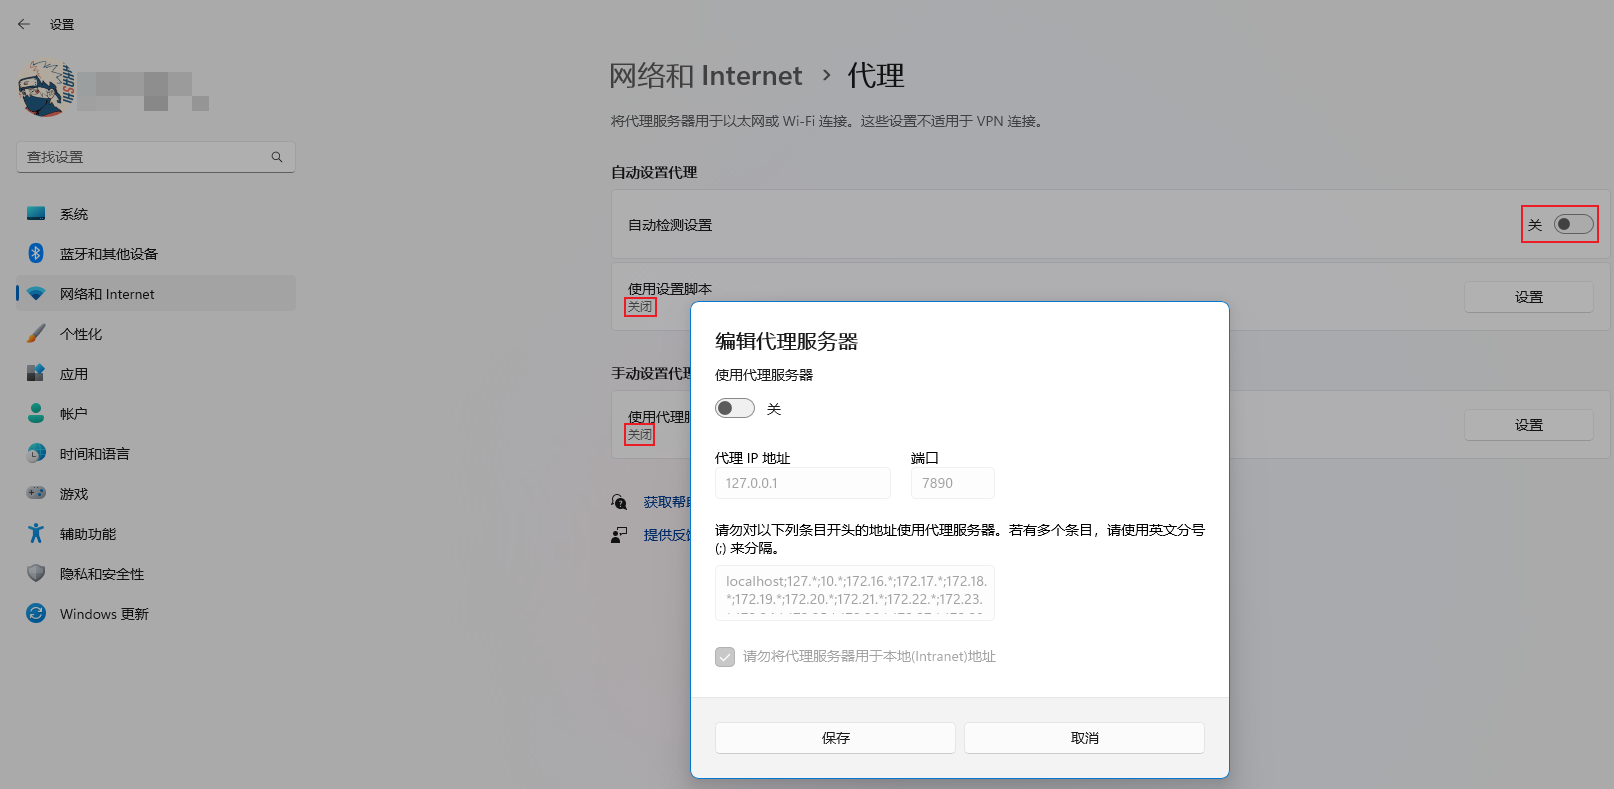 设置
查找设置
系统
蓝牙和其他设备
网络和 Internet
个性化
应用
帐户
时间和语言
游戏
辅助功能
隐私和安全性
Windows 更新
网络和 Internet › 代理
将代理服务器用于以太网或 Wi-Fi 连接。这些设置不适用于 VPN 连接。
自动设置代理
自动检测设置
关
使用设置脚本
关闭
设置
手动设置代理
使用代理
关闭
设置
获取帮
提供反
编辑代理服务器
使用代理服务器
关
代理 IP 地址
端口
127.0.0.1
7890
请勿对以下列条目开头的地址使用代理服务器。若有多个条目，请使用英文分号
(;) 来分隔。
localhost;127.*;10.*;172.16.*;172.17.*;172.18.
*;172.19.*;172.20.*;172.21.*;172.22.*;172.23.
请勿将代理服务器用于本地(Intranet)地址
保存
取消